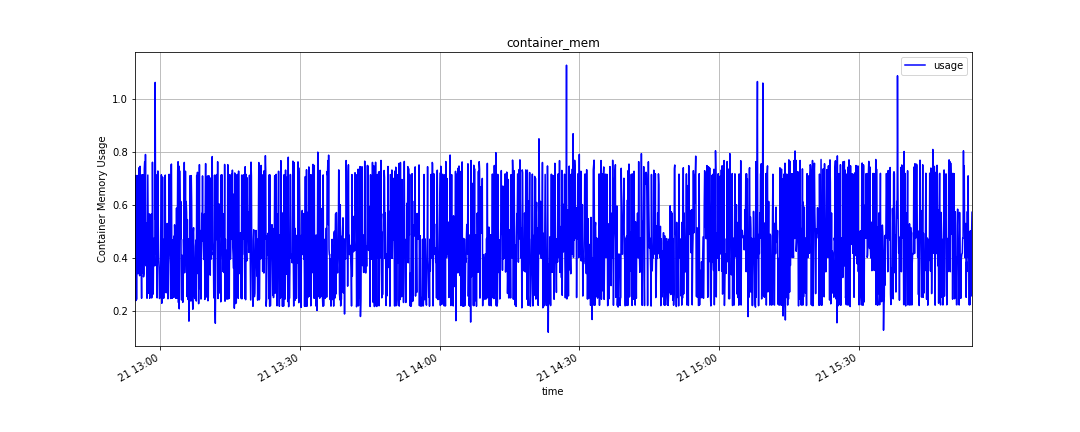 container_mem
usage
Container Memory Usage
1.0
0.8
0.6
0.4
0.2
21 13:00
21 13:30
21 14:00
21 14:30
21 15:00
21 15:30
time